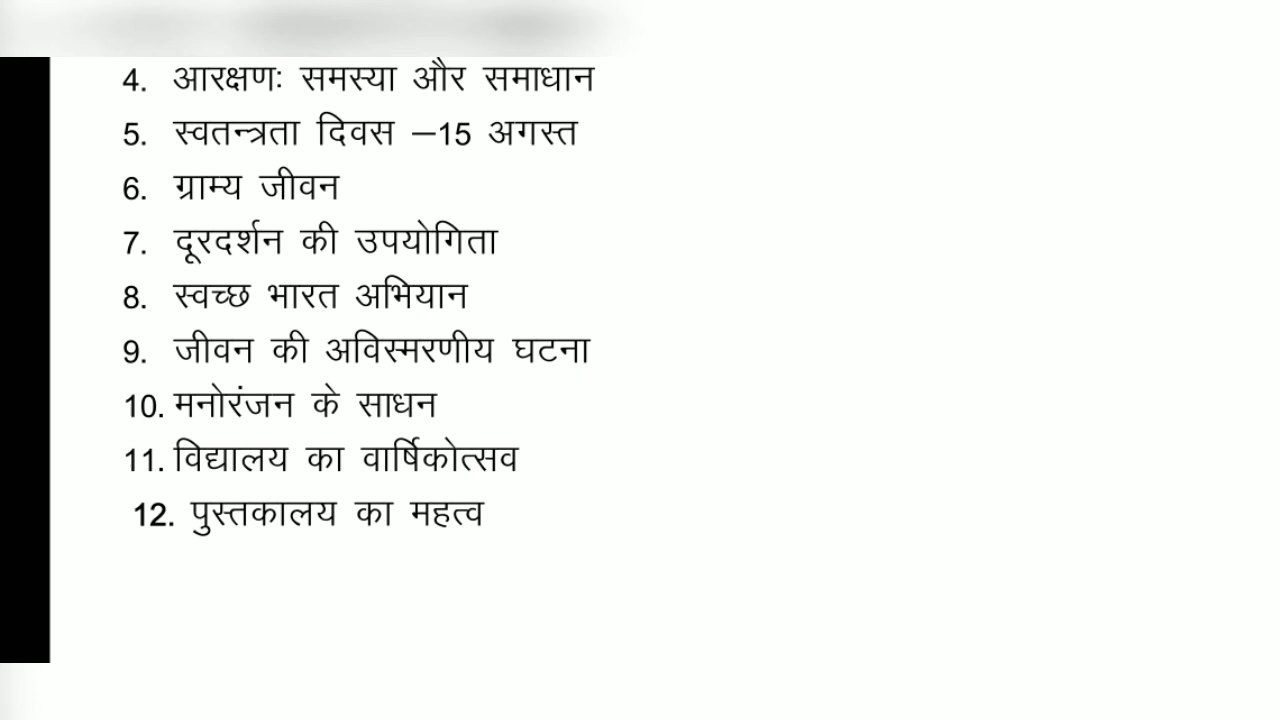 4. आरक्षणः समस्या और समाधान
5. स्वतन्त्रता दिवस –15 अगस्त
6. ग्राम्य जीवन
7. दूरदर्शन की उपयोगिता
8. स्वच्छ भारत अभियान
9. जीवन की अविस्मरणीय घटना
10. मनोरंजन के साधन
11. विद्यालय का वार्षिकोत्सव
12. पुस्तकालय का महत्व